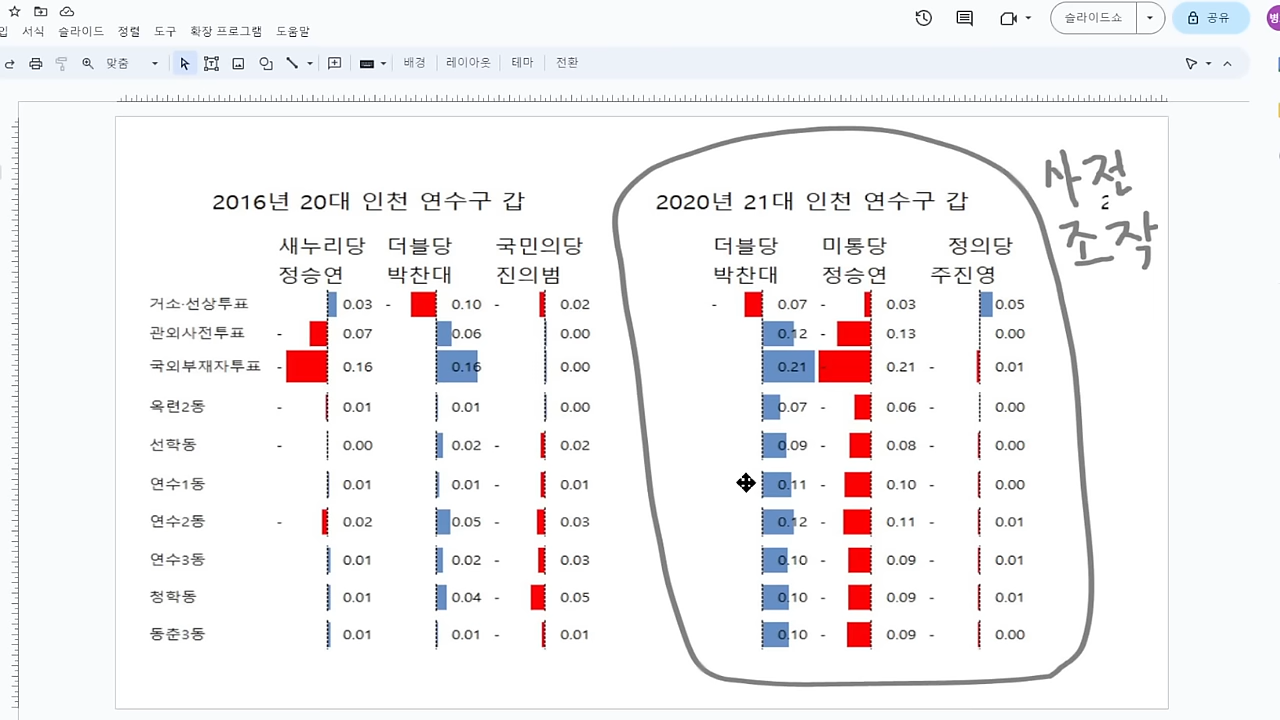 입 서식 슬라이드 정렬 도구 확장 프로그램 도움말
슬라이드쇼
공유
병
맞춤
배경 레이아웃 테마 전환
2016년 20대 인천 연수구 갑
새누리당 더불당 국민의당
정승연 박찬대 진의범
거소·선상투표 0.03 - 0.10 - 0.02
관외사전투표 - 0.07 0.06 0.00
국외부재자투표 - 0.16 0.16 0.00
옥련2동 - 0.01 0.01 0.00
선학동 - 0.00 0.02 - 0.02
연수1동 0.01 0.01 - 0.01
연수2동 - 0.02 0.05 - 0.03
연수3동 0.01 0.02 - 0.03
청학동 0.01 0.04 - 0.05
동춘3동 0.01 0.01 - 0.01
2020년 21대 인천 연수구 갑
더불당 미통당 정의당
박찬대 정승연 주진영
- 0.07 - 0.03 0.05
0.12 - 0.13 0.00
0.21 - 0.21 - 0.01
0.07 - 0.06 - 0.00
0.09 - 0.08 - 0.00
0.11 - 0.10 - 0.00
0.12 - 0.11 - 0.01
0.10 - 0.09 - 0.01
0.10 - 0.09 - 0.01
0.10 - 0.09 - 0.00
사전
2
조작